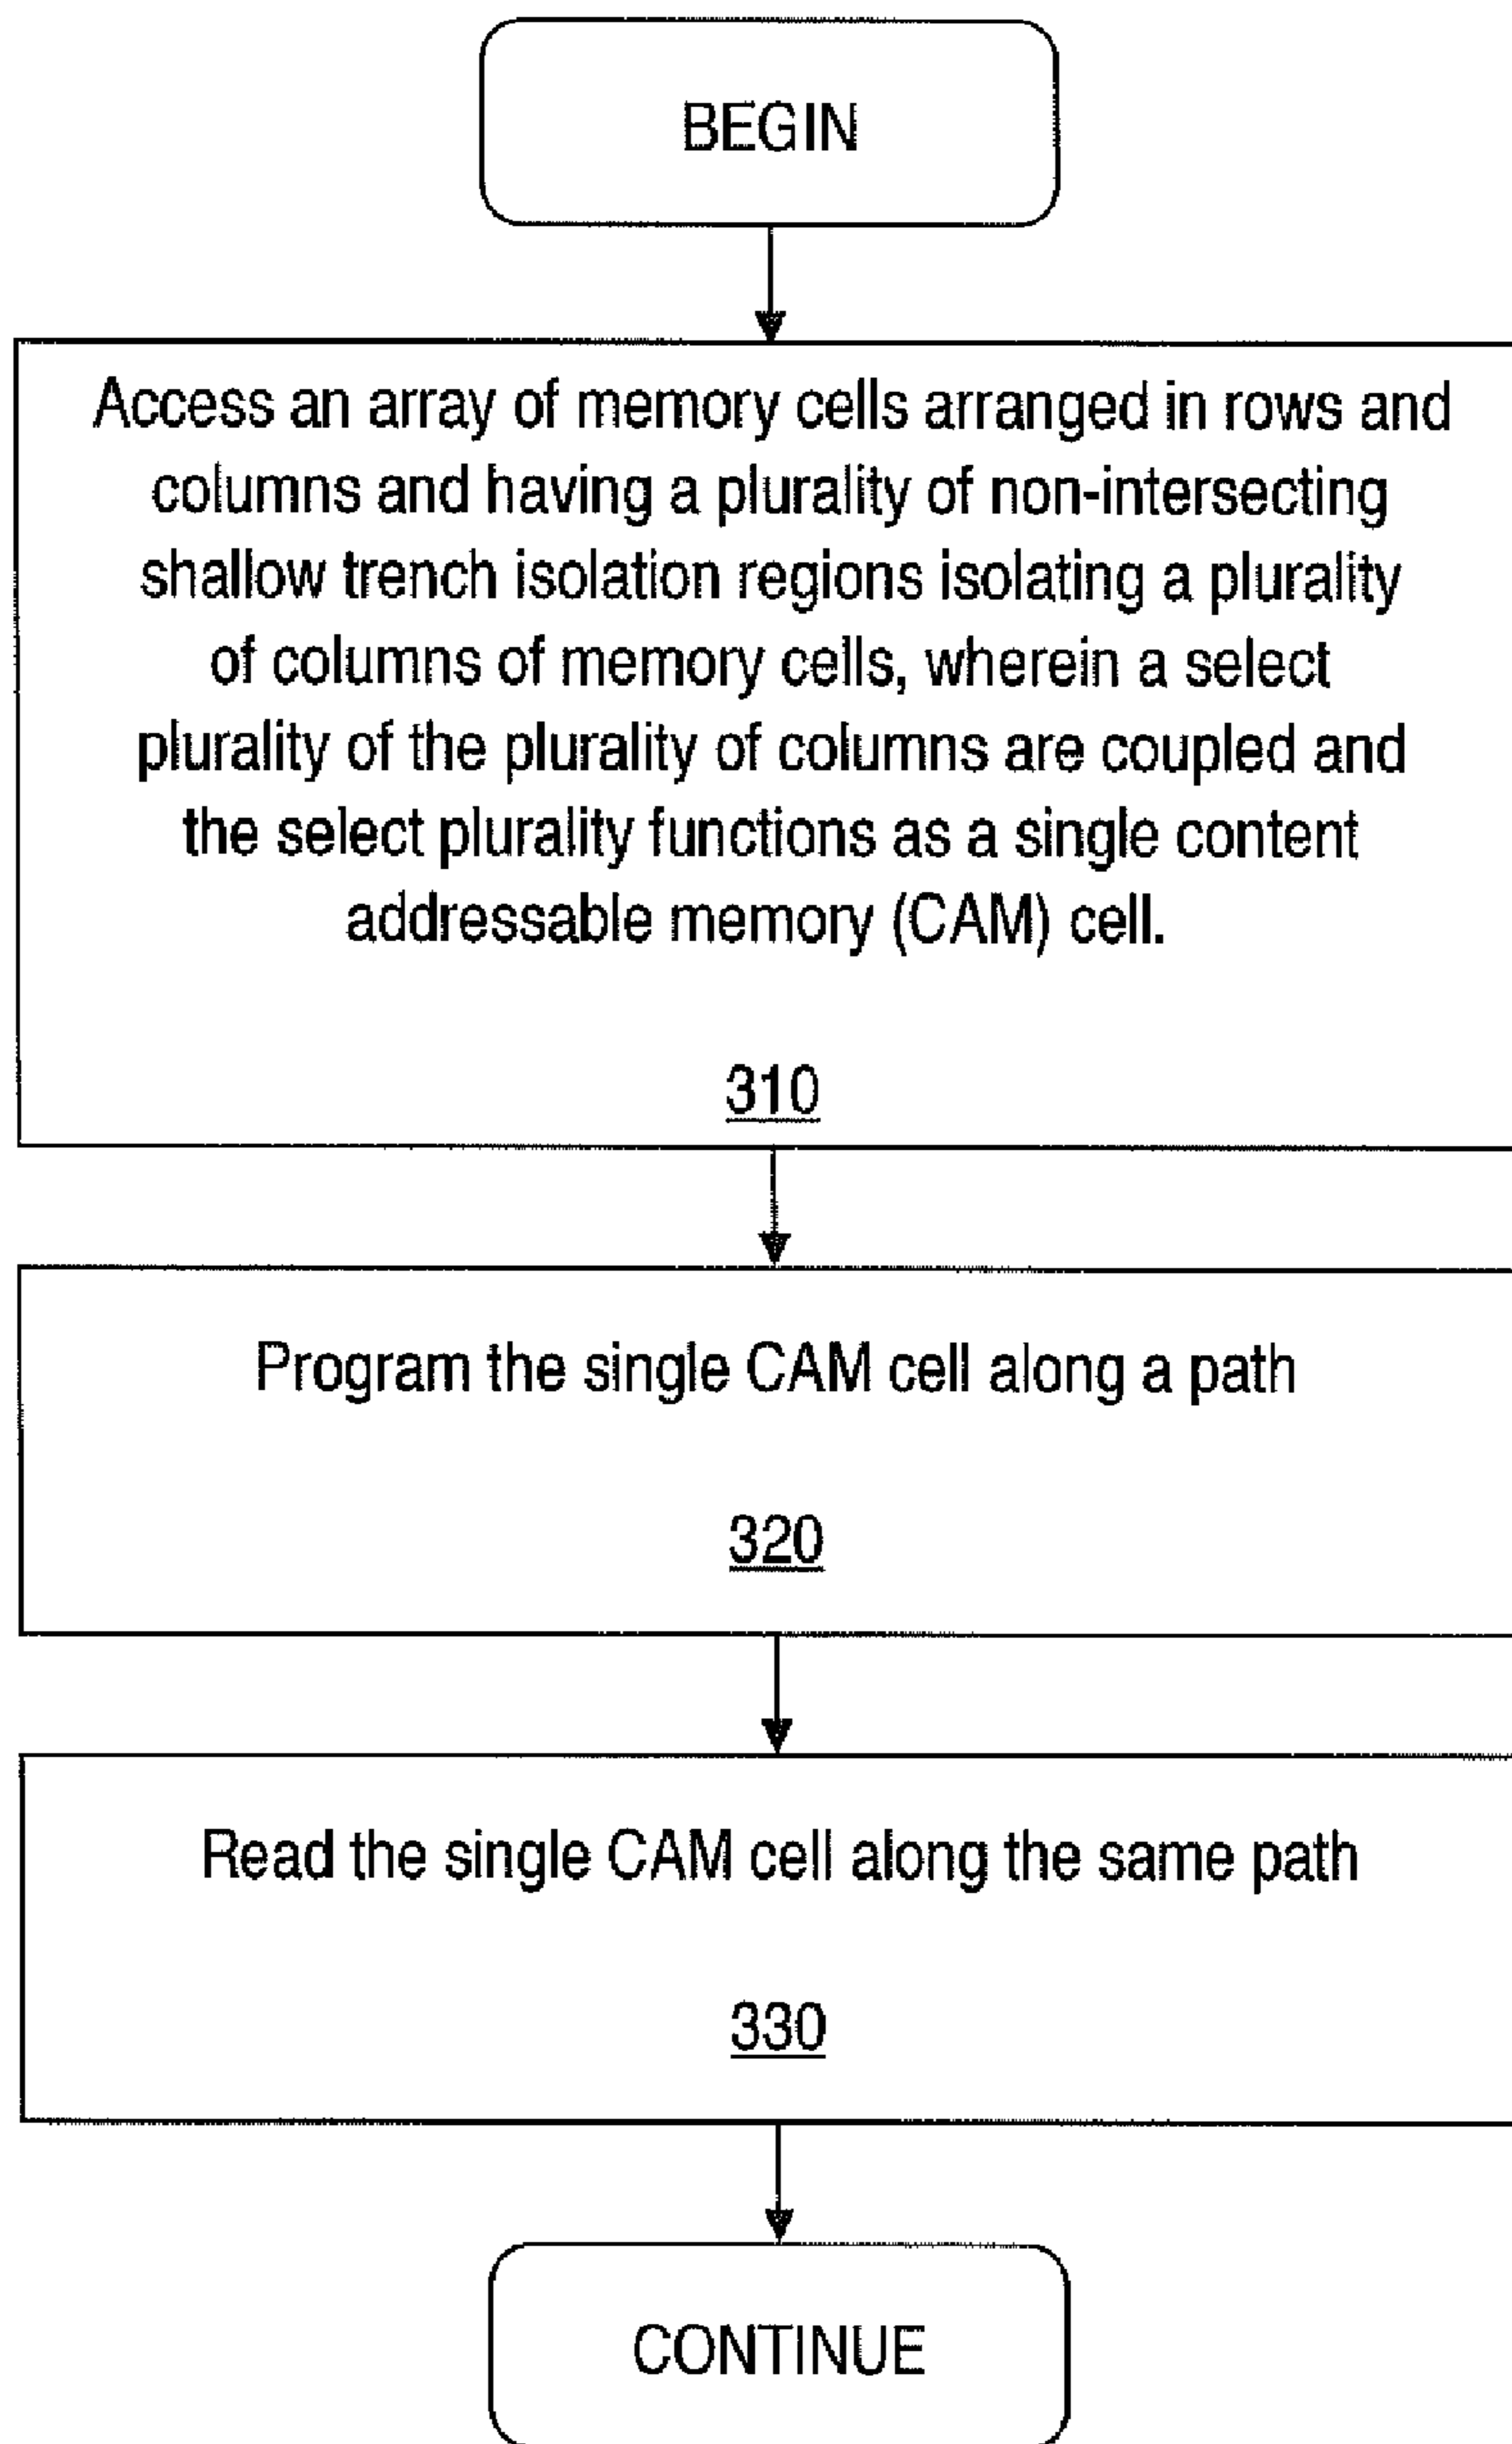 BEGIN
Access an array of memory cells arranged in rows and
columns and having a plurality of non-intersecting
shallow trench isolation regions isolating a plurality
of columns of memory cells, wherein a select
plurality of the plurality of columns are coupled and
the select plurality functions as a single content
addressable memory (CAM) cell.
310
Program the single CAM cell along a path
320
Read the single CAM cell along the same path
330
CONTINUE